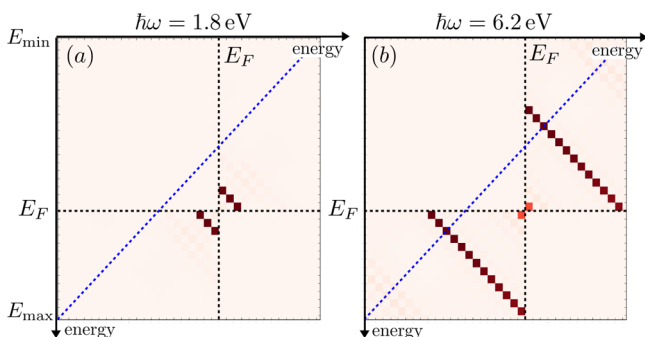 ħω = 1.8 eV
ħω = 6.2 eV
E_min
energy
energy
(a)
E_F
(b)
E_F
E_F
E_F
E_max
energy
energy